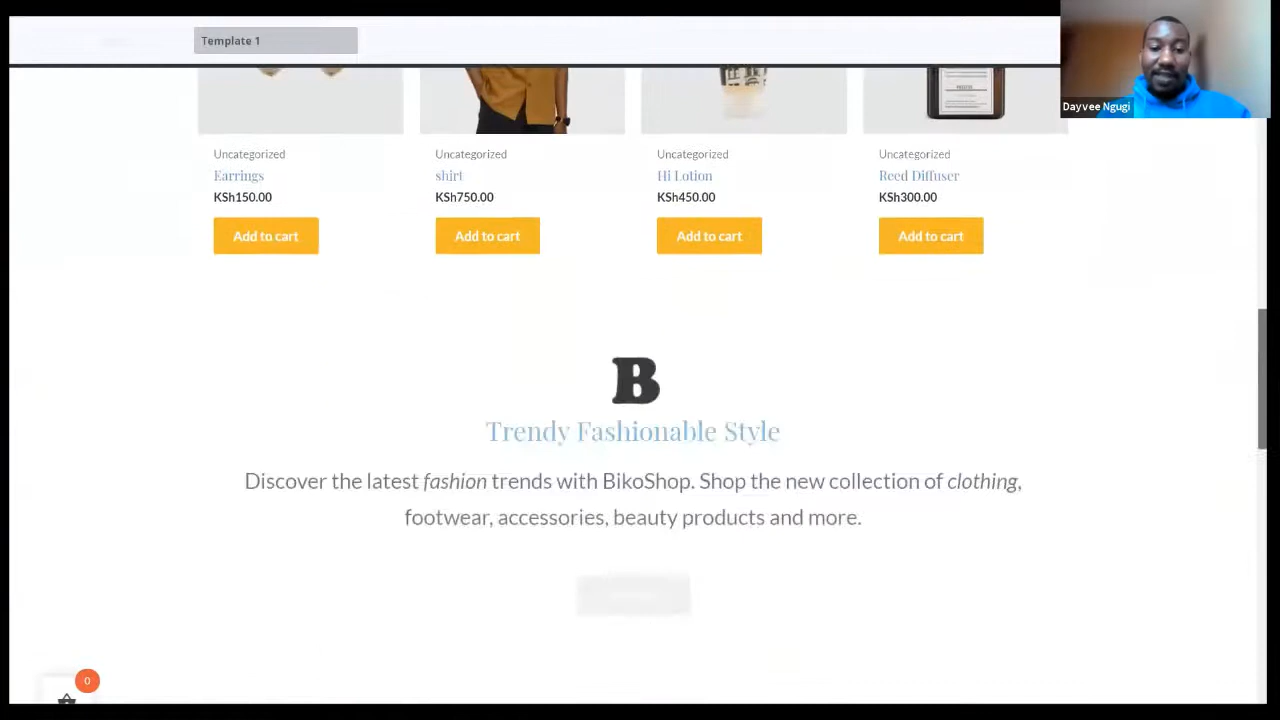 Template 1
Dayvee Ngugi
Uncategorized
Earrings
KSh150.00
Add to cart
Uncategorized
shirt
KSh750.00
Add to cart
Uncategorized
Hi Lotion
KSh450.00
Add to cart
Uncategorized
Reed Diffuser
KSh300.00
Add to cart
B
Trendy Fashionable Style
Discover the latest fashion trends with BikoShop. Shop the new collection of clothing,
footwear, accessories, beauty products and more.
0